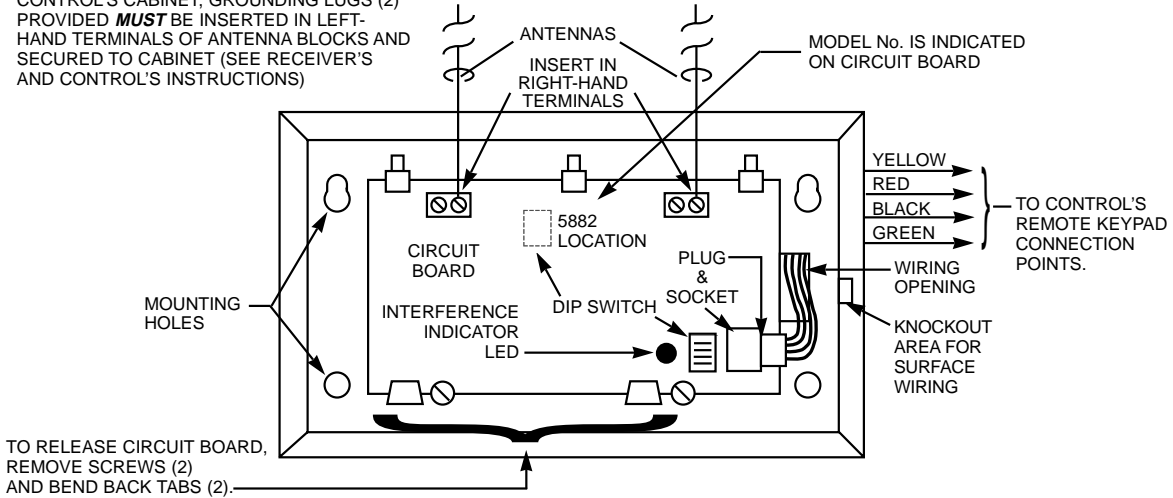 CONTROL'S CABINET, GROUNDING LUGS (2)
PROVIDED MUST BE INSERTED IN LEFT-
HAND TERMINALS OF ANTENNA BLOCKS AND
SECURED TO CABINET (SEE RECEIVER'S
AND CONTROL'S INSTRUCTIONS)
ANTENNAS
INSERT IN
RIGHT-HAND
TERMINALS
MODEL No. IS INDICATED
ON CIRCUIT BOARD
YELLOW
RED
BLACK
GREEN
TO CONTROL'S
REMOTE KEYPAD
CONNECTION
POINTS.
5882
LOCATION
CIRCUIT
BOARD
PLUG
&
SOCKET
WIRING
OPENING
MOUNTING
HOLES
DIP SWITCH
INTERFERENCE
INDICATOR
LED
KNOCKOUT
AREA FOR
SURFACE
WIRING
TO RELEASE CIRCUIT BOARD,
REMOVE SCREWS (2)
AND BEND BACK TABS (2).